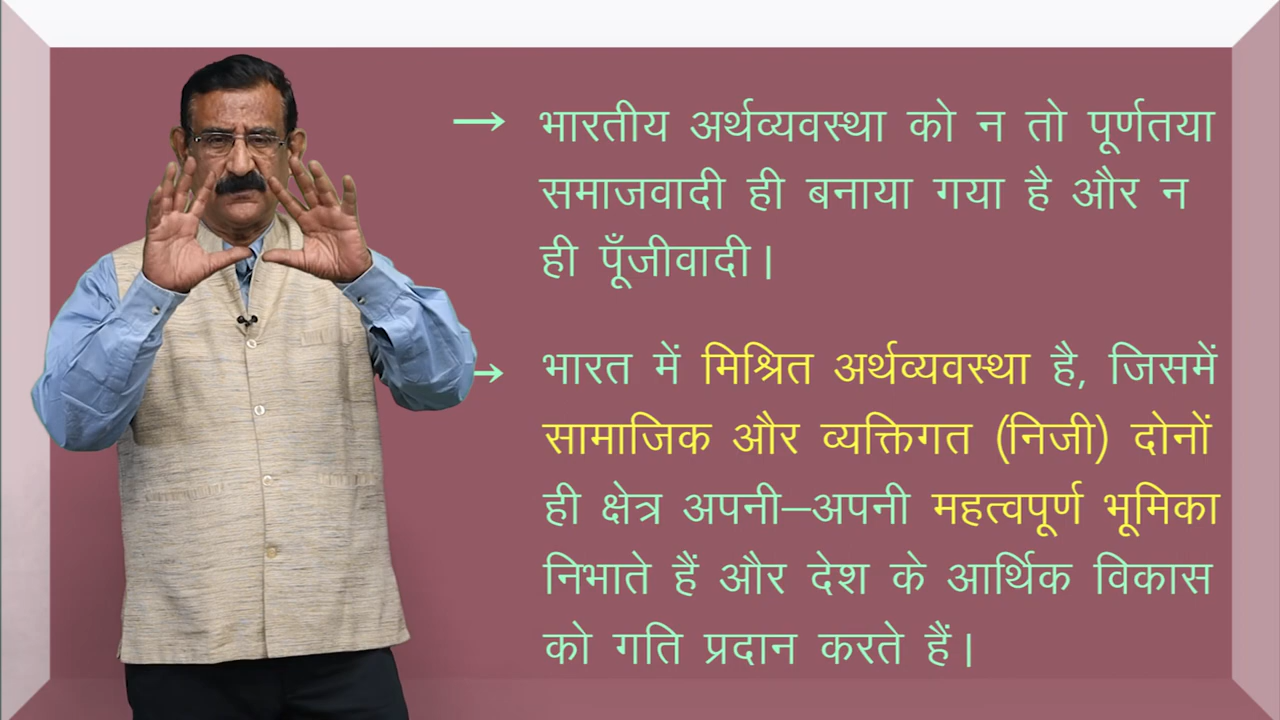 → भारतीय अर्थव्यवस्था को न तो पूर्णतया
समाजवादी ही बनाया गया है और न
ही पूँजीवादी।
→ भारत में मिश्रित अर्थव्यवस्था है, जिसमें
सामाजिक और व्यक्तिगत (निजी) दोनों
ही क्षेत्र अपनी–अपनी महत्वपूर्ण भूमिका
निभाते हैं और देश के आर्थिक विकास
को गति प्रदान करते हैं।